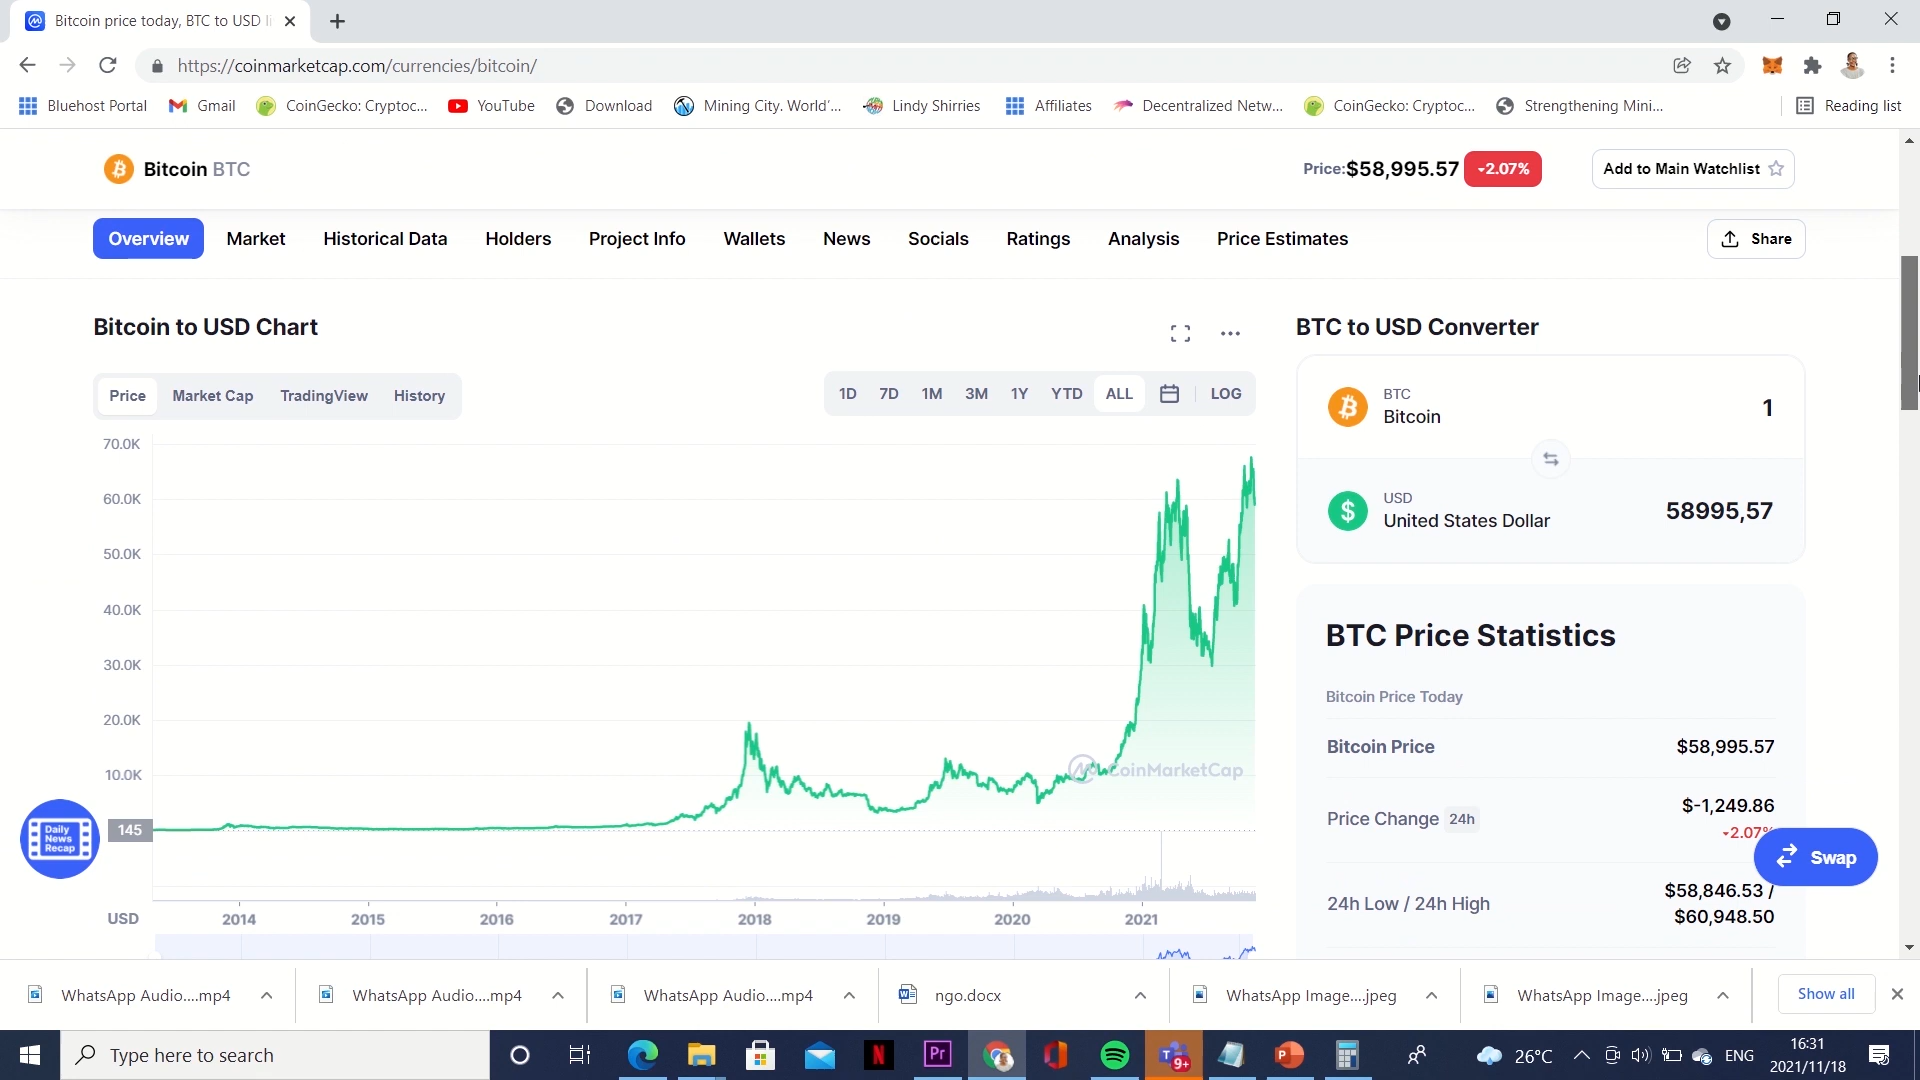 Bitcoin price today, BTC to USD li
https://coinmarketcap.com/currencies/bitcoin/
Bluehost Portal
Gmail
CoinGecko: Cryptoc...
YouTube
Download
Mining City. World'...
Lindy Shirries
Affiliates
Decentralized Netw...
CoinGecko: Cryptoc...
Strengthening Mini...
Reading list
Bitcoin BTC
Price:$58,995.57
-2.07%
Add to Main Watchlist
Overview
Market
Historical Data
Holders
Project Info
Wallets
News
Socials
Ratings
Analysis
Price Estimates
Share
Bitcoin to USD Chart
Price
Market Cap
TradingView
History
1D
7D
1M
3M
1Y
YTD
ALL
LOG
70.0K
60.0K
50.0K
40.0K
30.0K
20.0K
10.0K
145
CoinMarketCap
USD
2014
2015
2016
2017
2018
2019
2020
2021
Daily
News
Recap
BTC to USD Converter
BTC
Bitcoin
1
USD
United States Dollar
58995,57
BTC Price Statistics
Bitcoin Price Today
Bitcoin Price
$58,995.57
Price Change 24h
$-1,249.86
-2.07%
Swap
24h Low / 24h High
$58,846.53 /
$60,948.50
WhatsApp Audio....mp4
WhatsApp Audio....mp4
WhatsApp Audio....mp4
ngo.docx
WhatsApp Image....jpeg
WhatsApp Image....jpeg
Show all
Type here to search
N
Pr
9+
26°C
ENG
16:31
2021/11/18